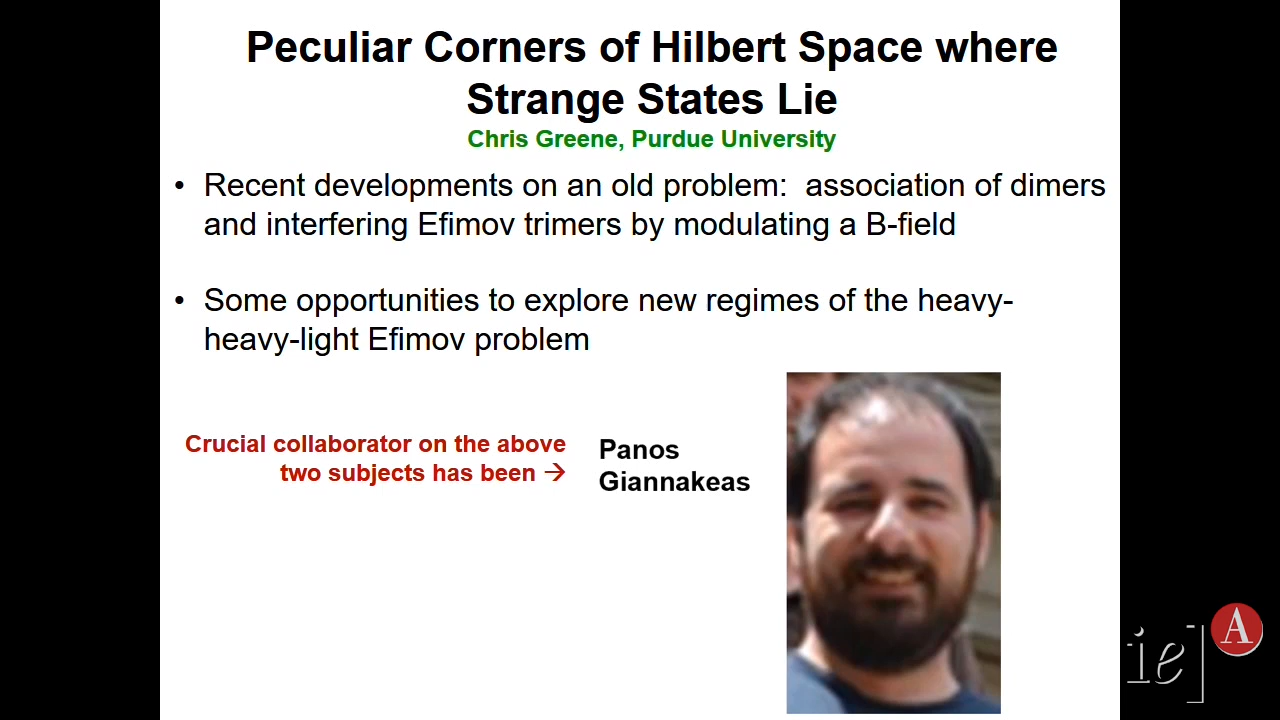 Peculiar Corners of Hilbert Space where
Strange States Lie
Chris Greene, Purdue University
• Recent developments on an old problem:  association of dimers
and interfering Efimov trimers by modulating a B-field
• Some opportunities to explore new regimes of the heavy-
heavy-light Efimov problem
Crucial collaborator on the above
two subjects has been →
Panos
Giannakeas
ie]
A